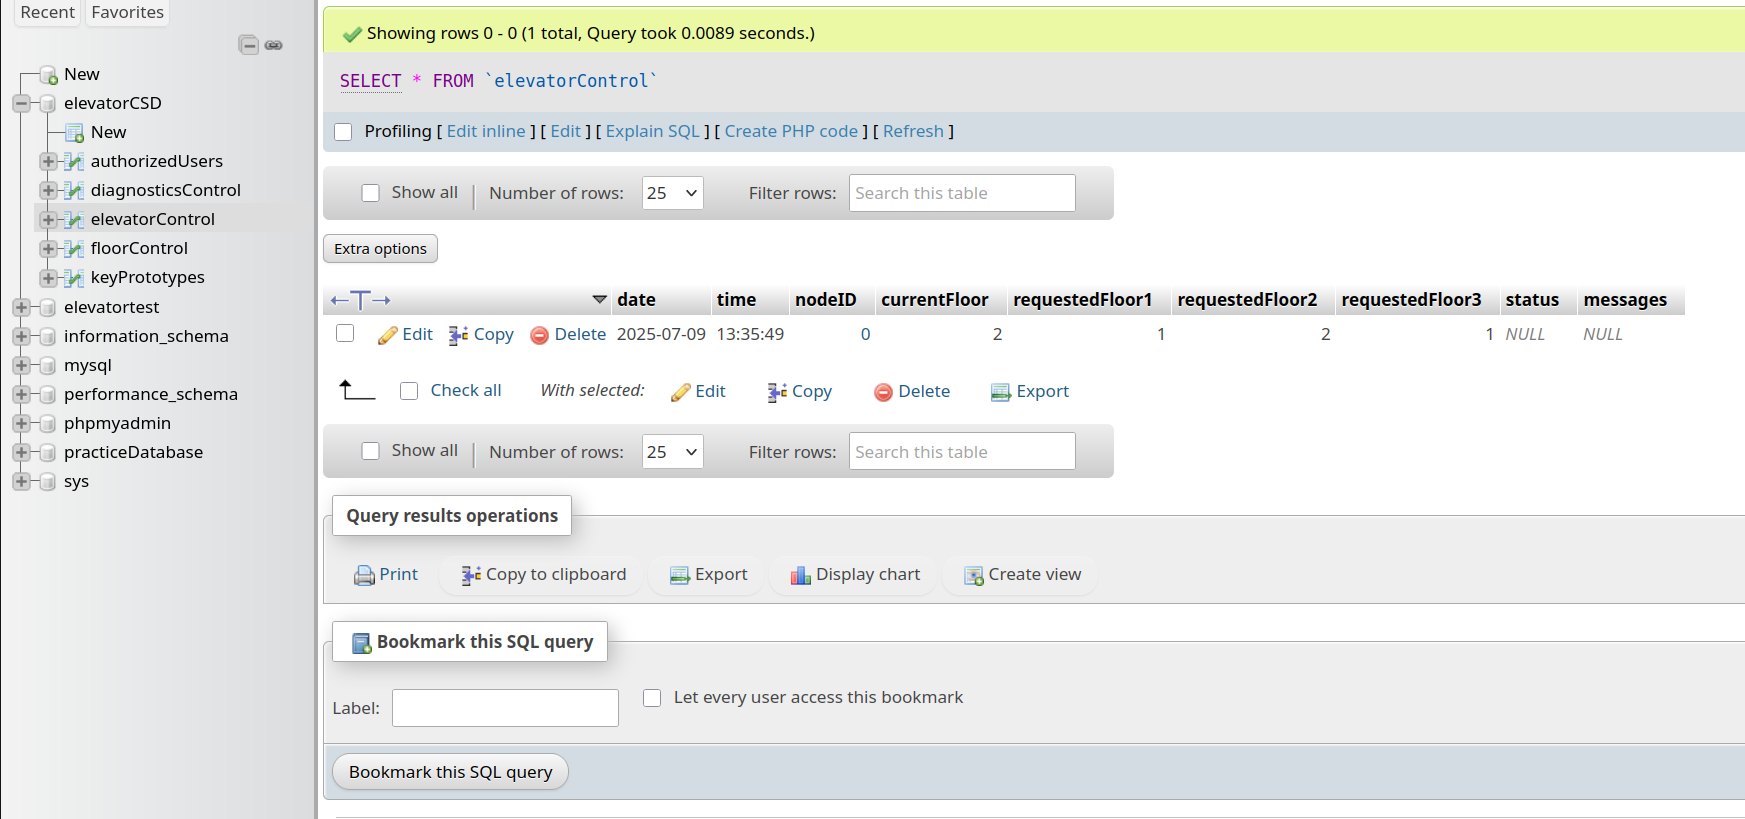 Recent Favorites
New
elevatorCSD
New
authorizedUsers
diagnosticsControl
elevatorControl
floorControl
keyPrototypes
elevatortest
information_schema
mysql
performance_schema
phpmyadmin
practiceDatabase
sys
Showing rows 0 - 0 (1 total, Query took 0.0089 seconds.)
SELECT * FROM `elevatorControl`
Profiling [ Edit inline ] [ Edit ] [ Explain SQL ] [ Create PHP code ] [ Refresh ]
Show all | Number of rows: 25 Filter rows: Search this table
Extra options
←T→ date time nodeID currentFloor requestedFloor1 requestedFloor2 requestedFloor3 status messages
Edit Copy Delete 2025-07-09 13:35:49 0 2 1 2 1 NULL NULL
Check all With selected: Edit Copy Delete Export
Show all | Number of rows: 25 Filter rows: Search this table
Query results operations
Print Copy to clipboard Export Display chart Create view
Bookmark this SQL query
Label: Let every user access this bookmark
Bookmark this SQL query